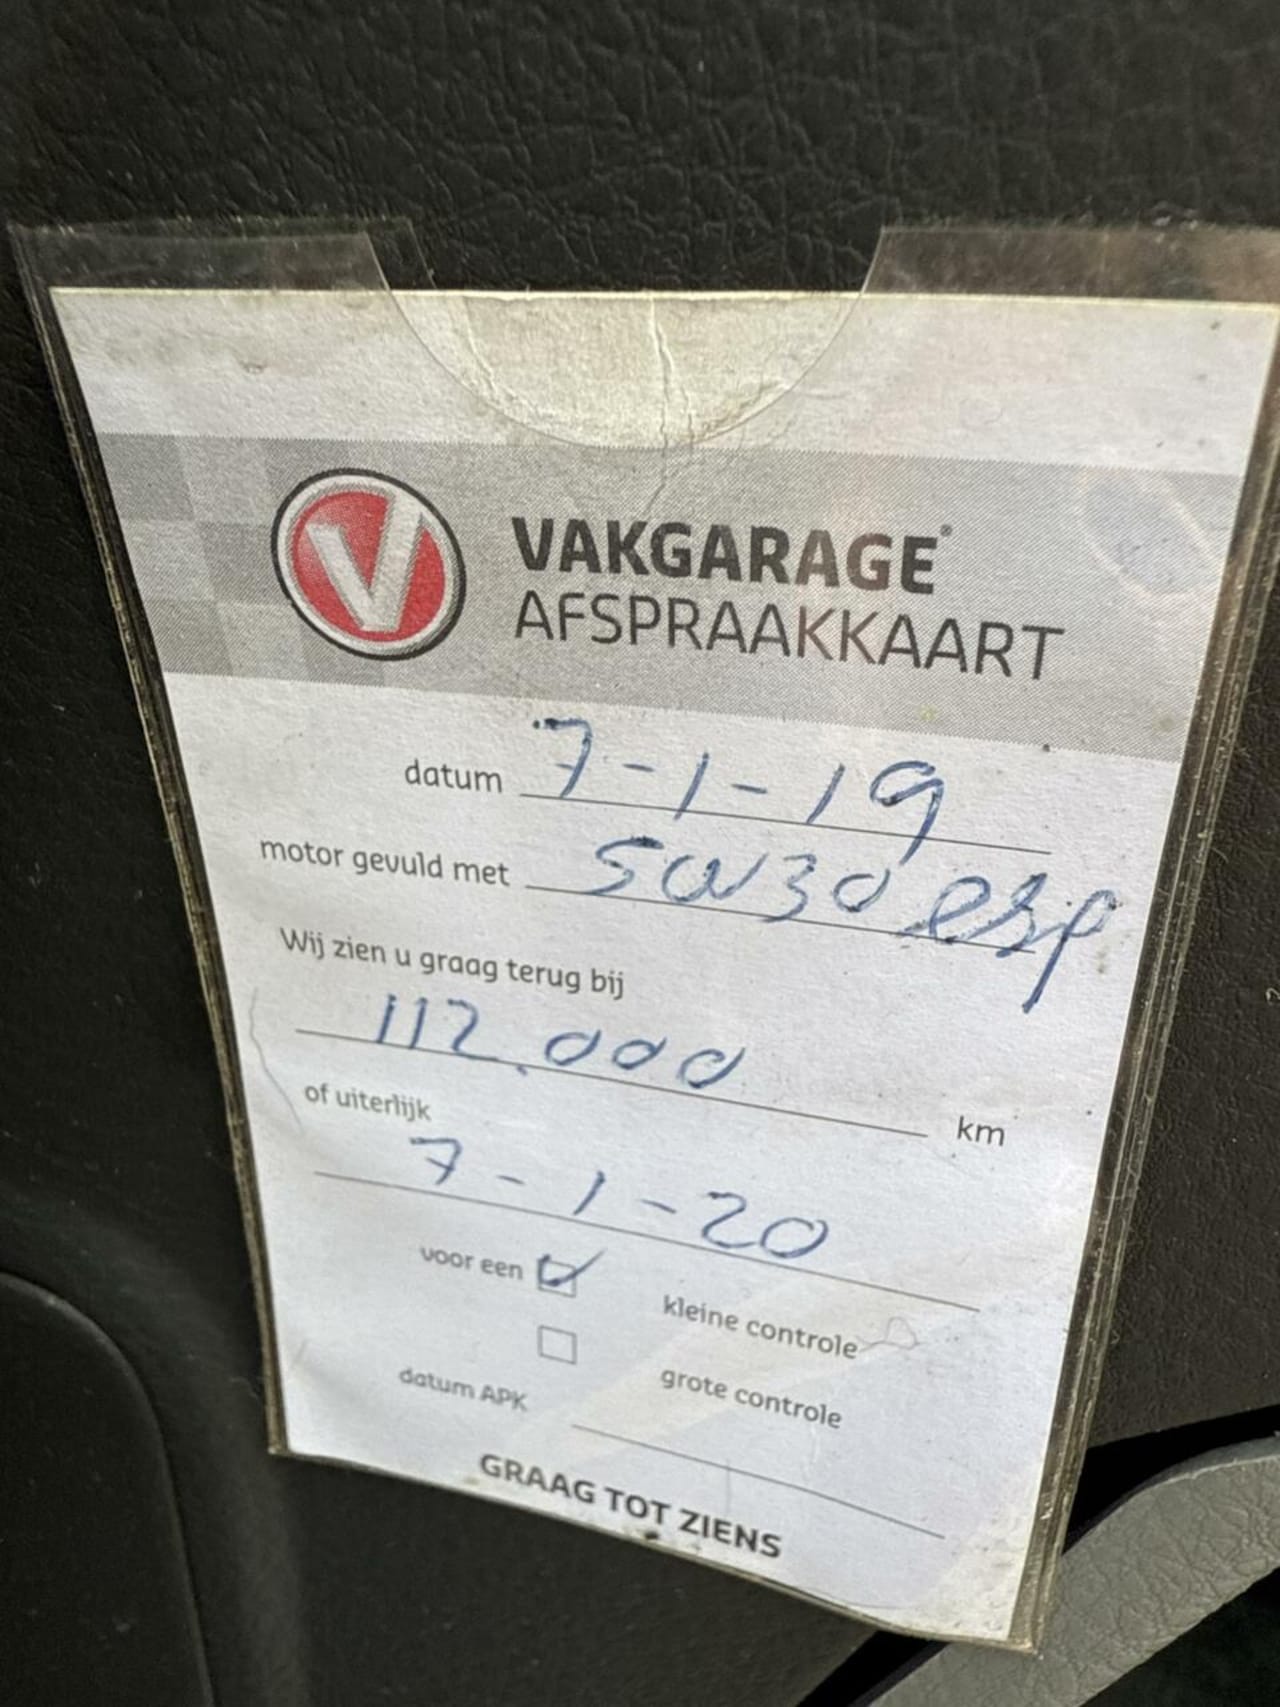 VAKGARAGE®
AFSPRAAKKAART
datum 7-1-19
motor gevuld met 5W30 esp
Wij zien u graag terug bij
112.000 km
of uiterlijk
7-1-20
voor een kleine controle
grote controle
datum APK
GRAAG TOT ZIENS